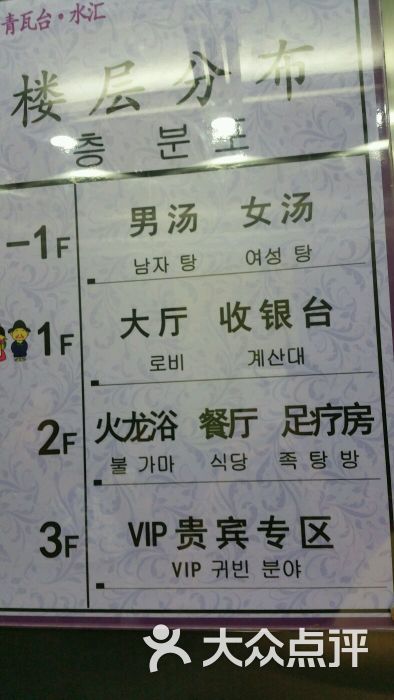 青瓦台·水汇
楼层分布
층 분포
-1F 男汤 女汤
남자 탕 여성 탕
1F 大厅 收银台
로비 계산대
2F 火龙浴 餐厅 足疗房
불 가마 식당 족 탕 방
3F VIP贵宾专区
VIP 귀빈 분야
大众点评